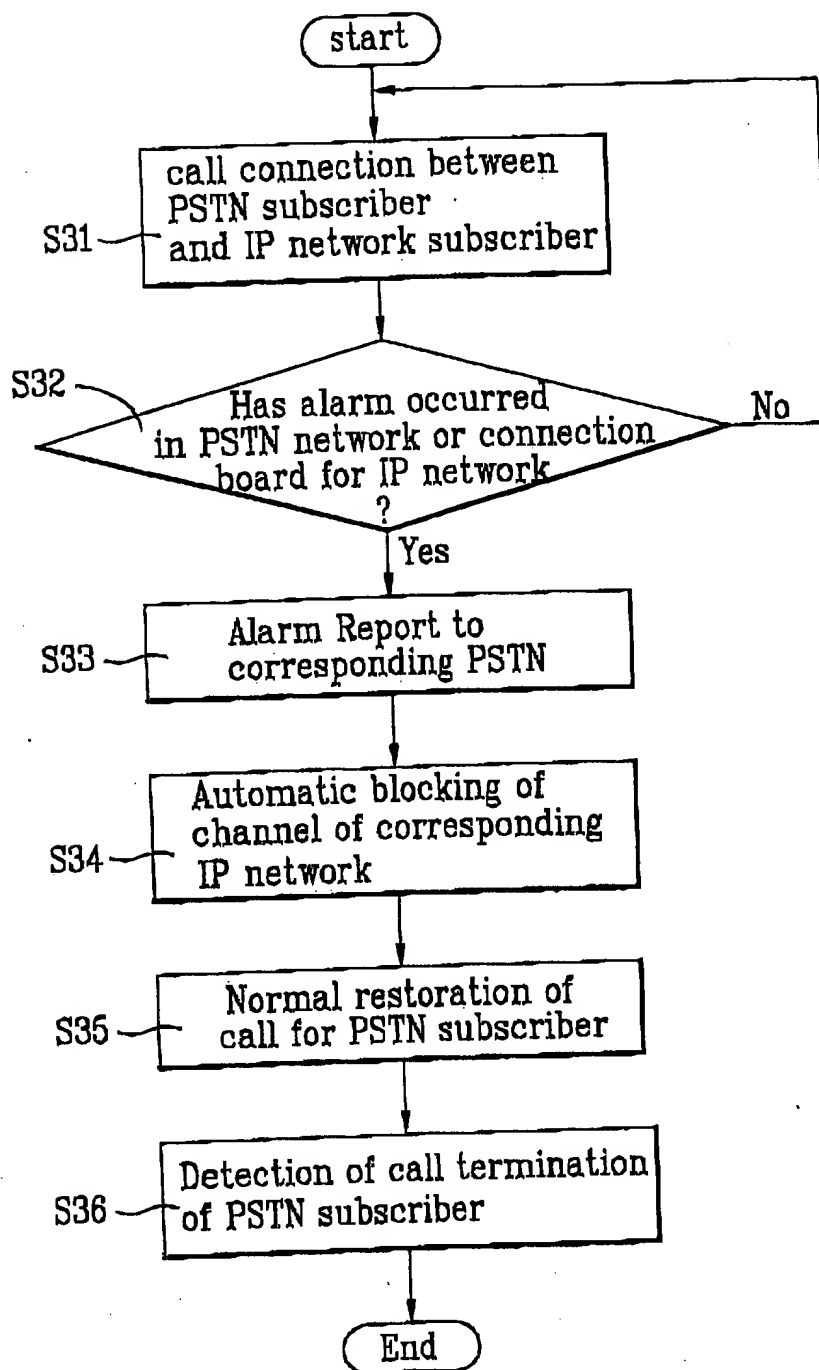 start
call connection between
PSTN subscriber
and IP network subscriber
S31
S32
Has alarm occurred
in PSTN network or connection
board for IP network
?
No
Yes
S33
Alarm Report to
corresponding PSTN
S34
Automatic blocking of
channel of corresponding
IP network
S35
Normal restoration of
call for PSTN subscriber
S36
Detection of call termination
of PSTN subscriber
End